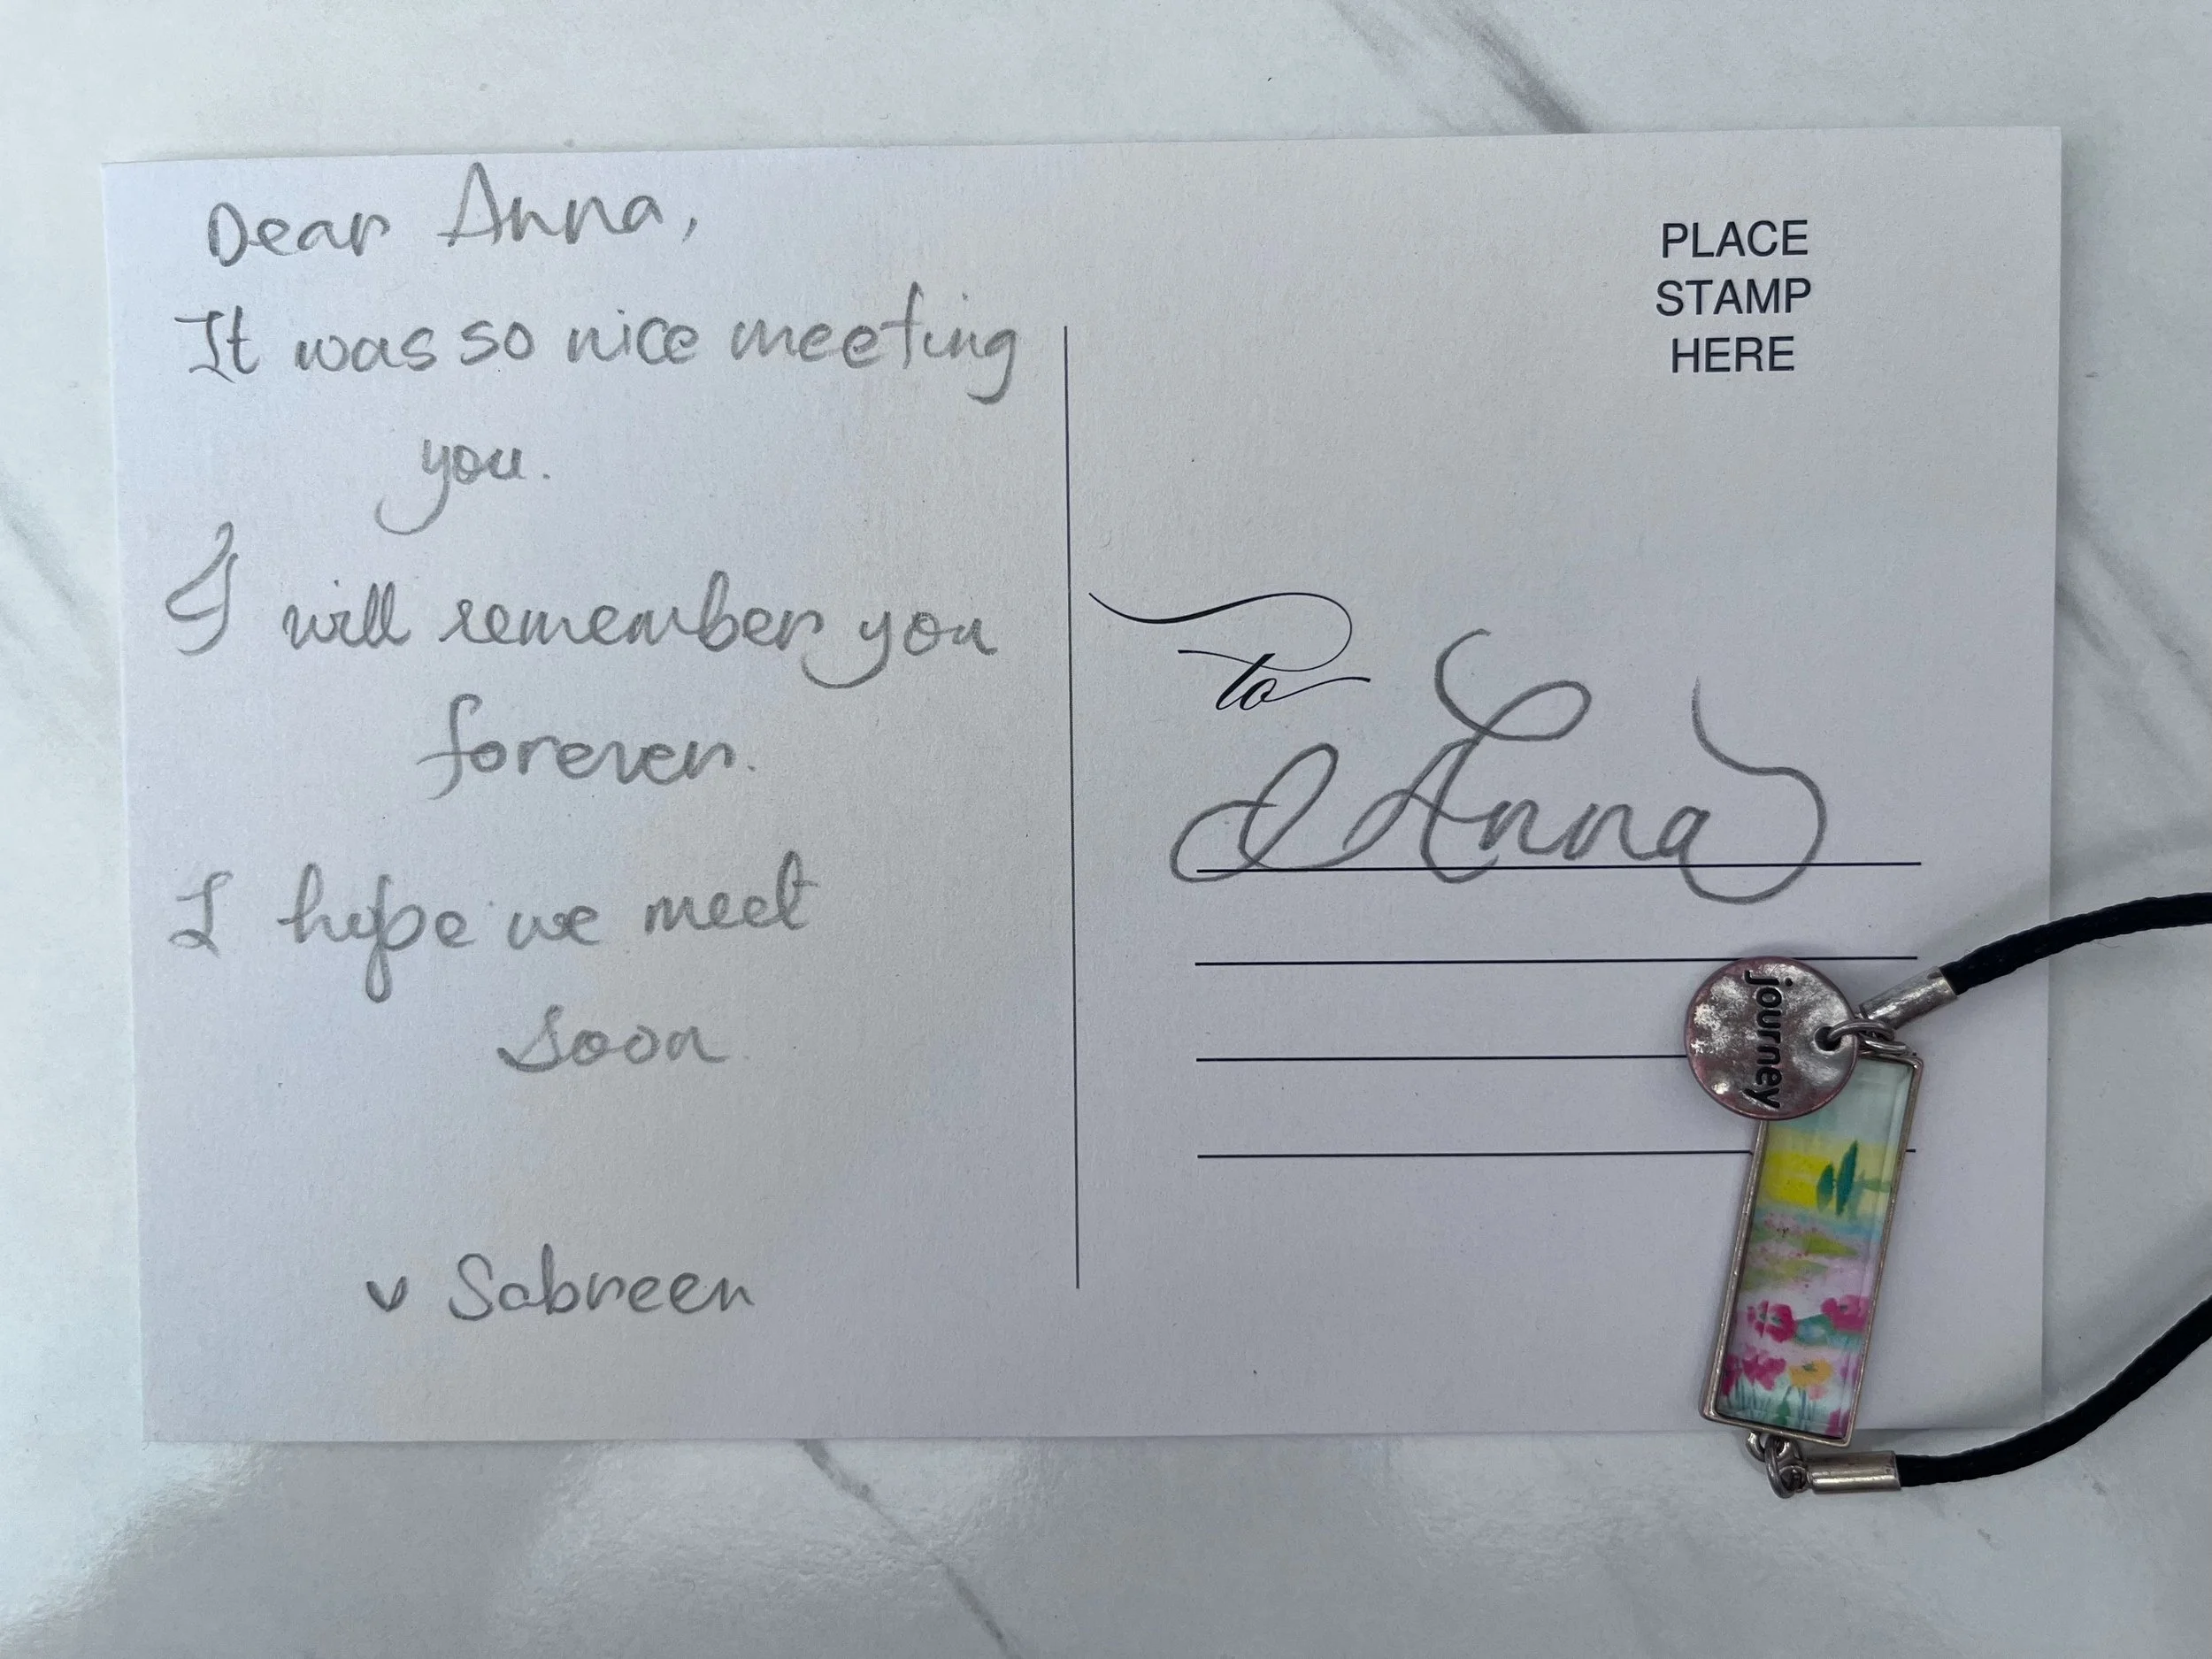 Dear Anna,
It was so nice meeting
you.
I will remember you
forever.
I hope we meet
soon
Sabreen
PLACE
STAMP
HERE
to
Anna
journey